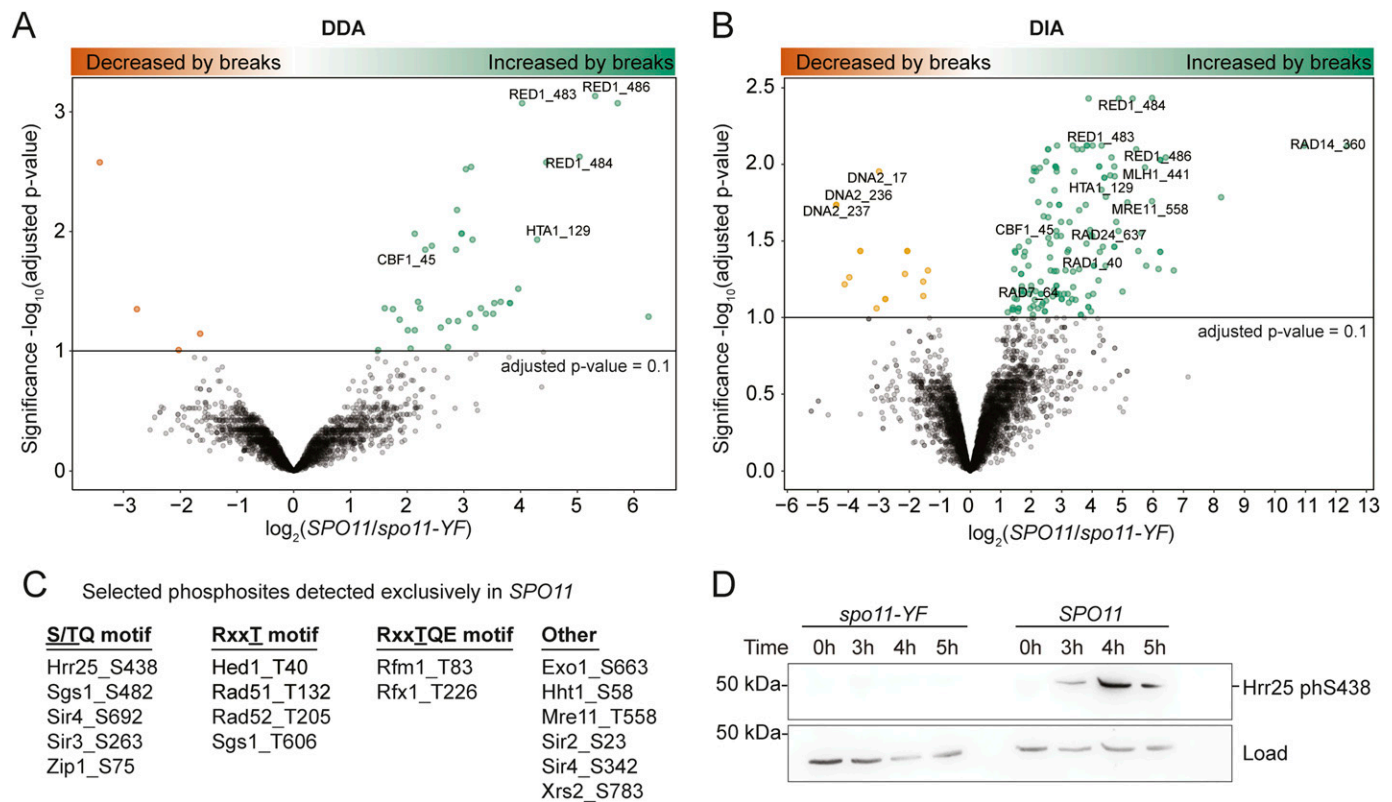 A
DDA
Decreased by breaks
Increased by breaks
Significance -log10(adjusted p-value)
3
2
1
0
RED1_483
RED1_486
RED1_484
HTA1_129
CBF1_45
adjusted p-value = 0.1
−3 −2 −1 0 1 2 3 4 5 6
log2(SPO11/spo11-YF)
B
DIA
Decreased by breaks
Increased by breaks
Significance -log10(adjusted p-value)
2.5
2.0
1.5
1.0
0.5
0.0
RED1_484
RED1_483
RAD14_360
RED1_486
DNA2_17
MLH1_441
DNA2_236
HTA1_129
DNA2_237
MRE11_558
CBF1_45
RAD24_637
RAD1_40
RAD7_64
adjusted p-value = 0.1
−6 −5 −4 −3 −2 −1 0 1 2 3 4 5 6 7 8 9 10 11 12 13
log2(SPO11/spo11-YF)
C
Selected phosphosites detected exclusively in SPO11
S/TQ motif
Hrr25_S438
Sgs1_S482
Sir4_S692
Sir3_S263
Zip1_S75
RxxT motif
Hed1_T40
Rad51_T132
Rad52_T205
Sgs1_T606
RxxTQE motif
Rfm1_T83
Rfx1_T226
Other
Exo1_S663
Hht1_S58
Mre11_T558
Sir2_S23
Sir4_S342
Xrs2_S783
D
spo11-YF SPO11
Time 0h 3h 4h 5h 0h 3h 4h 5h
50 kDa-
Hrr25 phS438
50 kDa-
Load